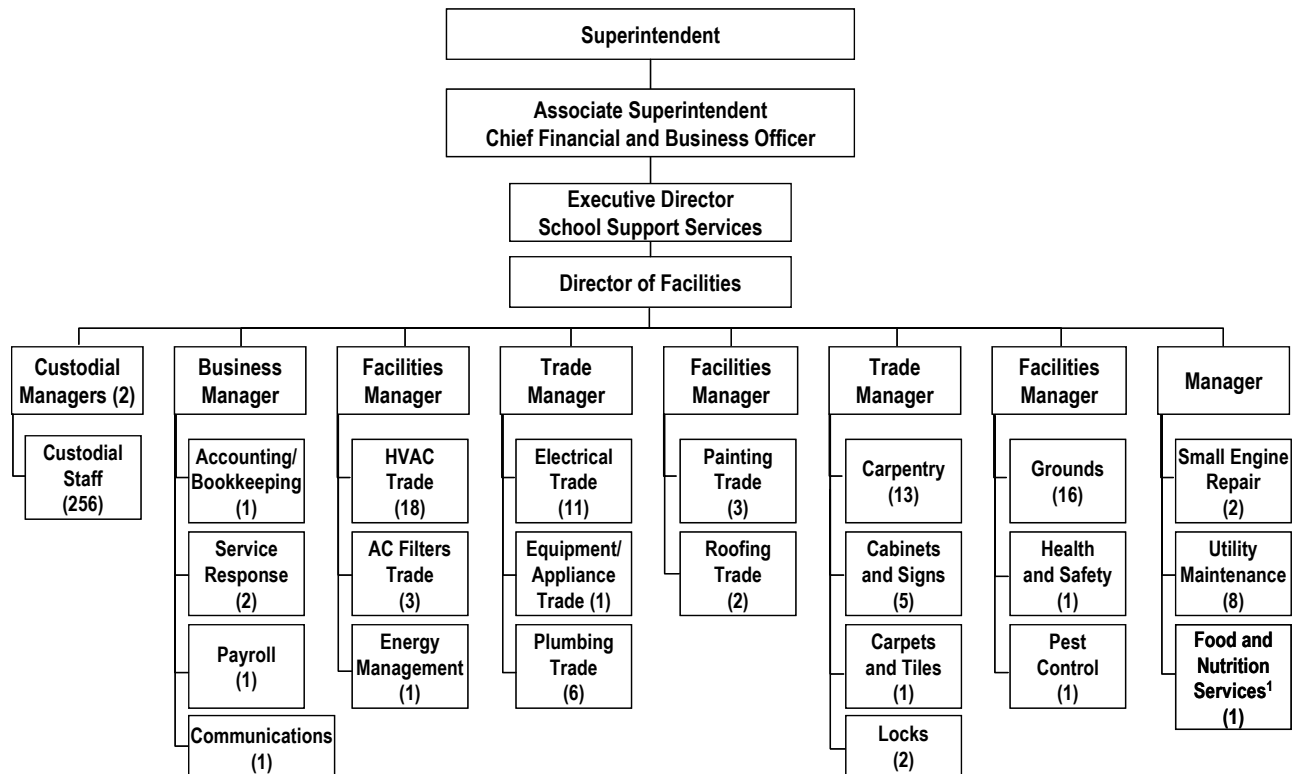 Superintendent
Associate Superintendent
Chief Financial and Business Officer
Executive Director
School Support Services
Director of Facilities
Custodial
Managers (2)
Custodial
Staff
(256)
Business
Manager
Accounting/
Bookkeeping
(1)
Service
Response
(2)
Payroll
(1)
Communications
(1)
Facilities
Manager
HVAC
Trade
(18)
AC Filters
Trade
(3)
Energy
Management
(1)
Trade
Manager
Electrical
Trade
(11)
Equipment/
Appliance
Trade (1)
Plumbing
Trade
(6)
Facilities
Manager
Painting
Trade
(3)
Roofing
Trade
(2)
Trade
Manager
Carpentry
(13)
Cabinets
and Signs
(5)
Carpets
and Tiles
(1)
Locks
(2)
Facilities
Manager
Grounds
(16)
Health
and Safety
(1)
Pest
Control
(1)
Manager
Small Engine
Repair
(2)
Utility
Maintenance
(8)
Food and
Nutrition
Services¹
(1)